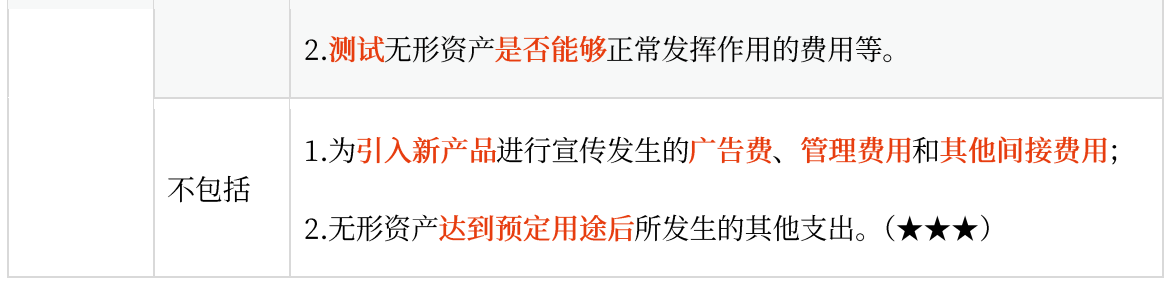 2.测试无形资产是否能够正常发挥作用的费用等。
不包括
1.为引入新产品进行宣传发生的广告费、管理费用和其他间接费用；
2.无形资产达到预定用途后所发生的其他支出。（★★★）